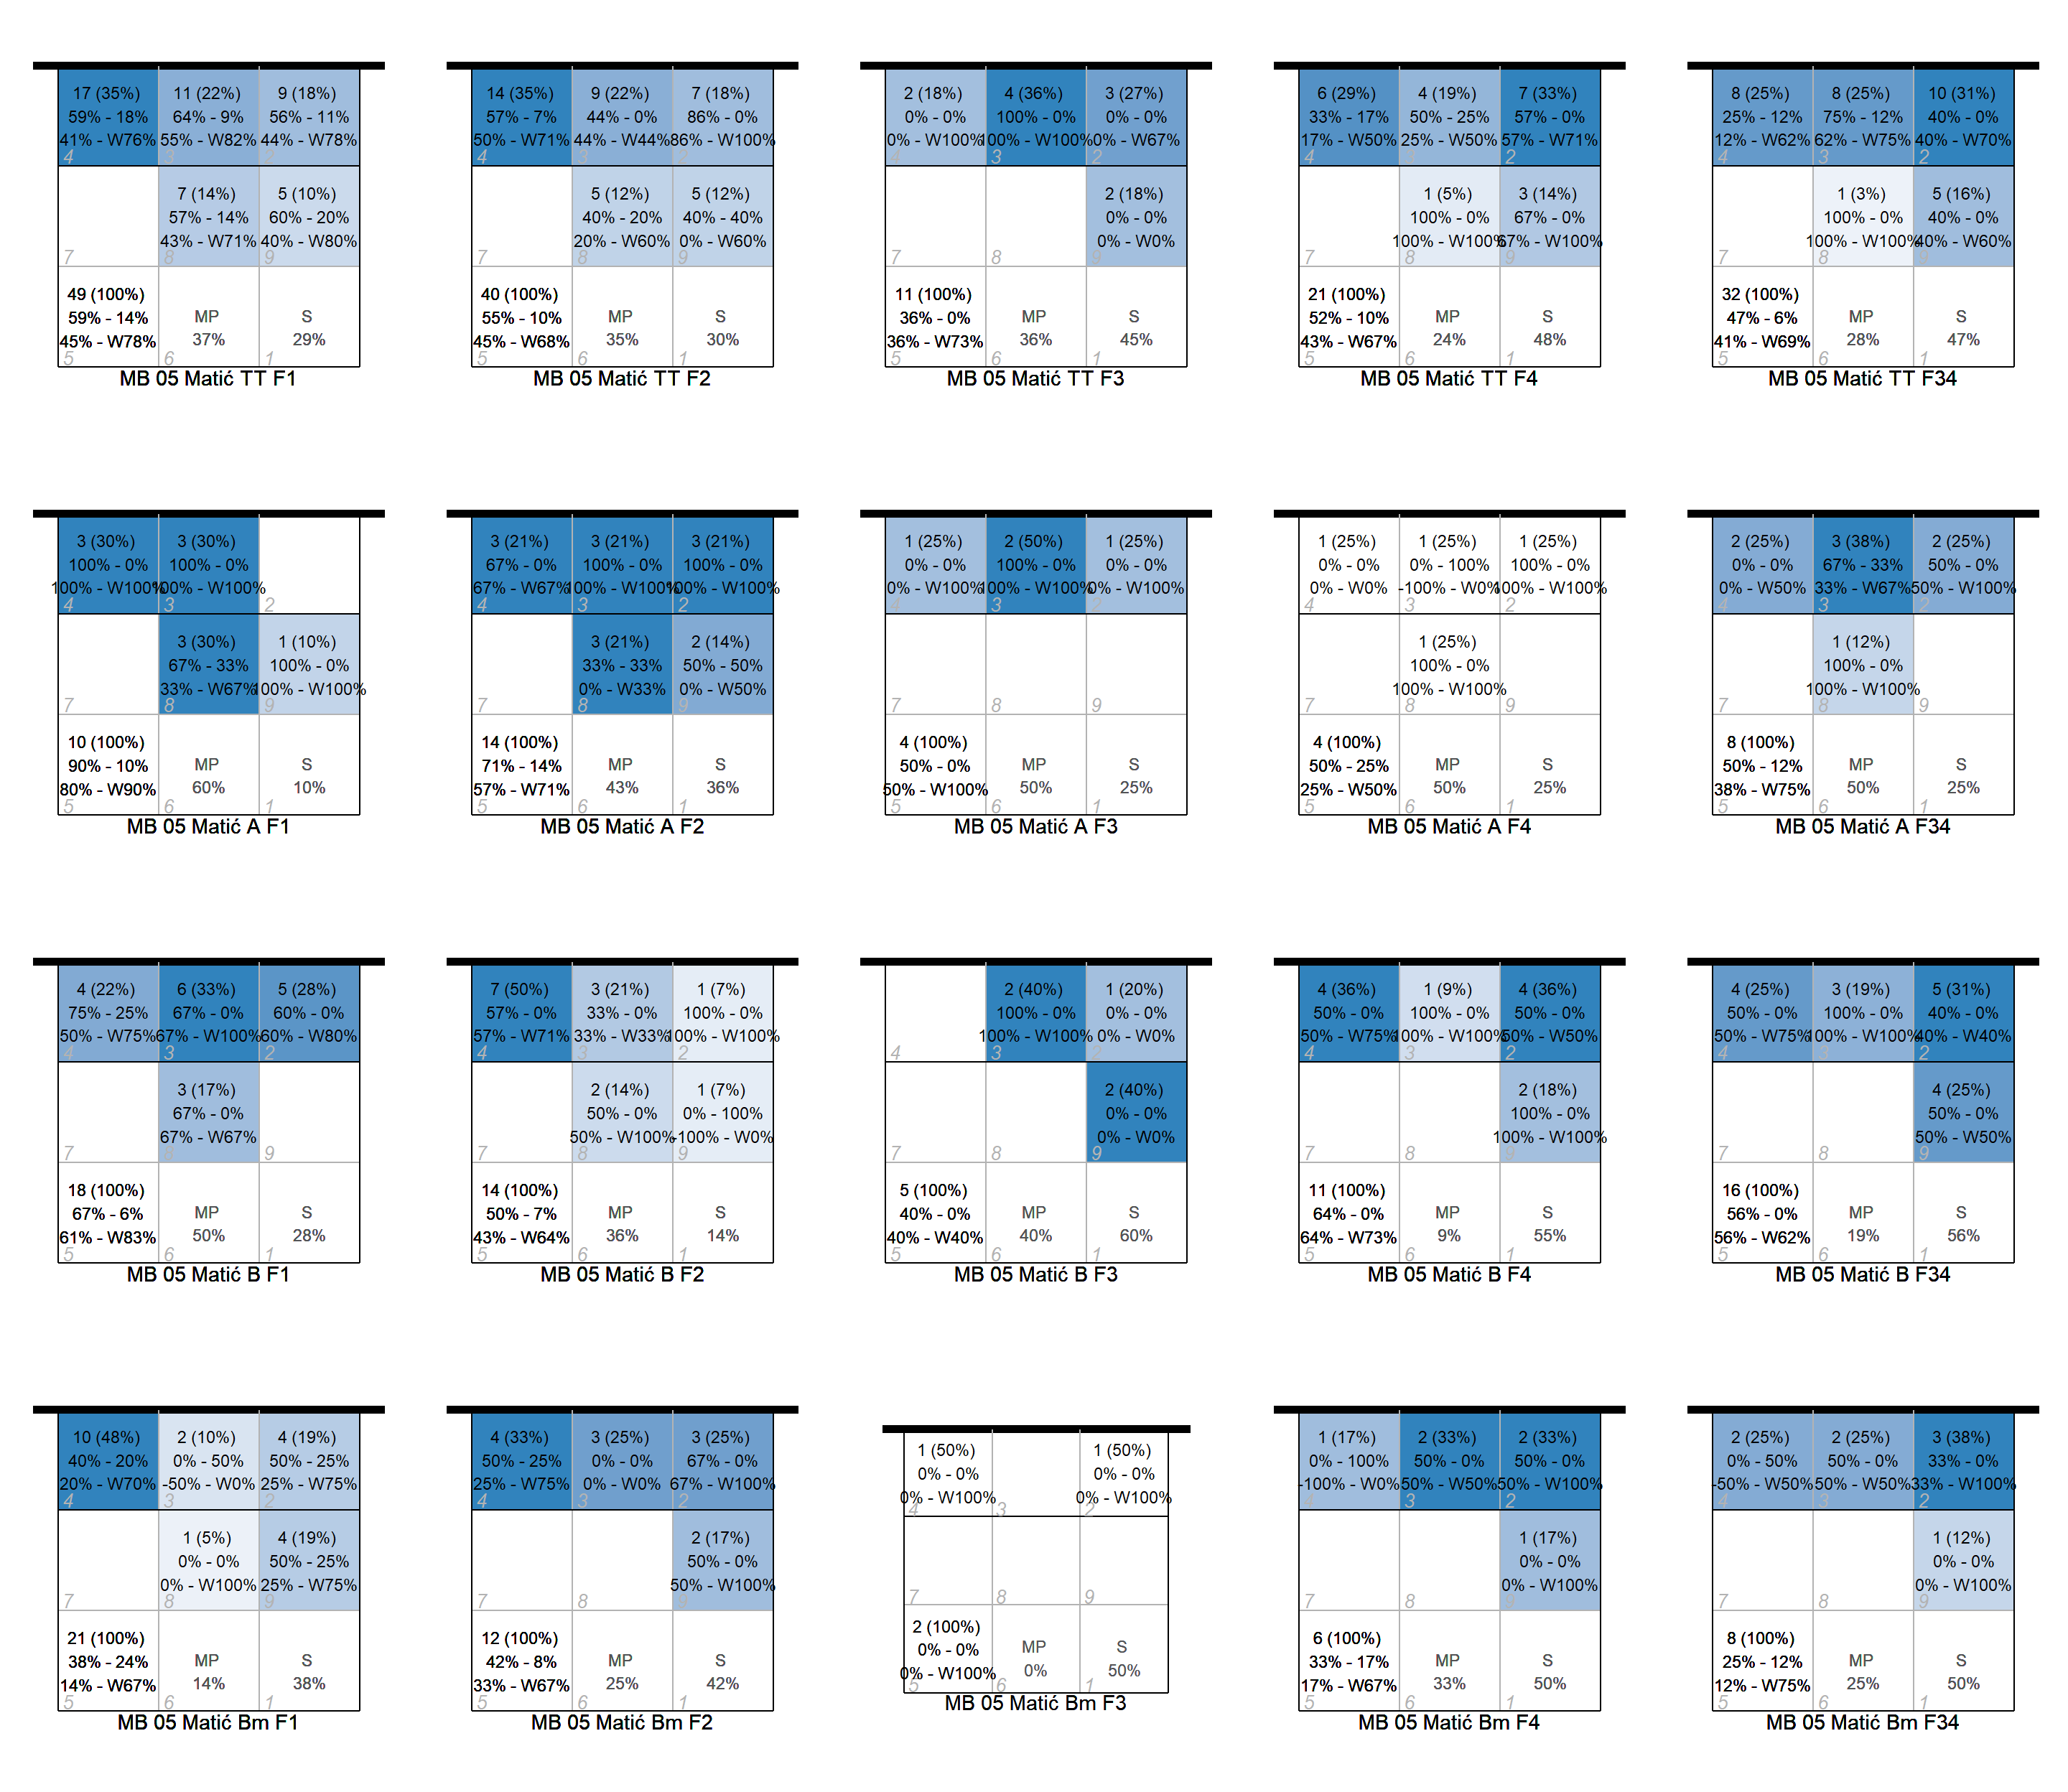 17 (35%) 11 (22%) 9 (18%)
59% - 18% 64% - 9% 56% - 11%
41% - W76% 55% - W82% 44% - W78%
4 3 2
7 (14%) 5 (10%)
57% - 14% 60% - 20%
43% - W71% 40% - W80%
7 8 9
49 (100%)
59% - 14% MP S
45% - W78% 37% 29%
5 6 1
MB 05 Matić TT F1
14 (35%) 9 (22%) 7 (18%)
57% - 7% 44% - 0% 86% - 0%
50% - W71% 44% - W44% 86% - W100%
4 3 2
5 (12%) 5 (12%)
40% - 20% 40% - 40%
20% - W60% 0% - W60%
7 8 9
40 (100%)
55% - 10% MP S
45% - W68% 35% 30%
5 6 1
MB 05 Matić TT F2
2 (18%) 4 (36%) 3 (27%)
0% - 0% 100% - 0% 0% - 0%
0% - W100% 100% - W100% 0% - W67%
4 3 2
2 (18%)
0% - 0%
0% - W0%
7 8 9
11 (100%)
36% - 0% MP S
36% - W73% 36% 45%
5 6 1
MB 05 Matić TT F3
6 (29%) 4 (19%) 7 (33%)
33% - 17% 50% - 25% 57% - 0%
17% - W50% 25% - W50% 57% - W71%
4 3 2
1 (5%) 3 (14%)
100% - 0% 67% - 0%
100% - W100% 67% - W100%
7 8 9
21 (100%)
52% - 10% MP S
43% - W67% 24% 48%
5 6 1
MB 05 Matić TT F4
8 (25%) 8 (25%) 10 (31%)
25% - 12% 75% - 12% 40% - 0%
12% - W62% 62% - W75% 40% - W70%
4 3 2
1 (3%) 5 (16%)
100% - 0% 40% - 0%
100% - W100% 40% - W60%
7 8 9
32 (100%)
47% - 6% MP S
41% - W69% 28% 47%
5 6 1
MB 05 Matić TT F34
3 (30%) 3 (30%)
100% - 0% 100% - 0%
100% - W100% 100% - W100%
4 3 2
3 (30%) 1 (10%)
67% - 33% 100% - 0%
33% - W67% 100% - W100%
7 8 9
10 (100%)
90% - 10% MP S
80% - W90% 60% 10%
5 6 1
MB 05 Matić A F1
3 (21%) 3 (21%) 3 (21%)
67% - 0% 100% - 0% 100% - 0%
67% - W67% 100% - W100% 100% - W100%
4 3 2
3 (21%) 2 (14%)
33% - 33% 50% - 50%
0% - W33% 0% - W50%
7 8 9
14 (100%)
71% - 14% MP S
57% - W71% 43% 36%
5 6 1
MB 05 Matić A F2
1 (25%) 2 (50%) 1 (25%)
0% - 0% 100% - 0% 0% - 0%
0% - W100% 100% - W100% 0% - W100%
4 3 2
7 8 9
4 (100%)
50% - 0% MP S
50% - W100% 50% 25%
5 6 1
MB 05 Matić A F3
1 (25%) 1 (25%) 1 (25%)
0% - 0% 0% - 100% 100% - 0%
0% - W0% -100% - W0% 100% - W100%
4 3 2
1 (25%)
100% - 0%
100% - W100%
7 8 9
4 (100%)
50% - 25% MP S
25% - W50% 50% 25%
5 6 1
MB 05 Matić A F4
2 (25%) 3 (38%) 2 (25%)
0% - 0% 67% - 33% 50% - 0%
0% - W50% 33% - W67% 50% - W100%
4 3 2
1 (12%)
100% - 0%
100% - W100%
7 8 9
8 (100%)
50% - 12% MP S
38% - W75% 50% 25%
5 6 1
MB 05 Matić A F34
4 (22%) 6 (33%) 5 (28%)
75% - 25% 67% - 0% 60% - 0%
50% - W75% 67% - W100% 60% - W80%
4 3 2
3 (17%)
67% - 0%
67% - W67%
7 8 9
18 (100%)
67% - 6% MP S
61% - W83% 50% 28%
5 6 1
MB 05 Matić B F1
7 (50%) 3 (21%) 1 (7%)
57% - 0% 33% - 0% 100% - 0%
57% - W71% 33% - W33% 100% - W100%
4 3 2
2 (14%) 1 (7%)
50% - 0% 0% - 100%
50% - W100% -100% - W0%
7 8 9
14 (100%)
50% - 7% MP S
43% - W64% 36% 14%
5 6 1
MB 05 Matić B F2
2 (40%) 1 (20%)
100% - 0% 0% - 0%
100% - W100% 0% - W0%
4 3 2
2 (40%)
0% - 0%
0% - W0%
7 8 9
5 (100%)
40% - 0% MP S
40% - W40% 40% 60%
5 6 1
MB 05 Matić B F3
4 (36%) 1 (9%) 4 (36%)
50% - 0% 100% - 0% 50% - 0%
50% - W75% 100% - W100% 50% - W50%
4 3 2
2 (18%)
100% - 0%
100% - W100%
7 8 9
11 (100%)
64% - 0% MP S
64% - W73% 9% 55%
5 6 1
MB 05 Matić B F4
4 (25%) 3 (19%) 5 (31%)
50% - 0% 100% - 0% 40% - 0%
50% - W75% 100% - W100% 40% - W40%
4 3 2
4 (25%)
50% - 0%
50% - W50%
7 8 9
16 (100%)
56% - 0% MP S
56% - W62% 19% 56%
5 6 1
MB 05 Matić B F34
10 (48%) 2 (10%) 4 (19%)
40% - 20% 0% - 50% 50% - 25%
20% - W70% -50% - W0% 25% - W75%
4 3 2
1 (5%) 4 (19%)
0% - 0% 50% - 25%
0% - W100% 25% - W75%
7 8 9
21 (100%)
38% - 24% MP S
14% - W67% 14% 38%
5 6 1
MB 05 Matić Bm F1
4 (33%) 3 (25%) 3 (25%)
50% - 25% 0% - 0% 67% - 0%
25% - W75% 0% - W0% 67% - W100%
4 3 2
2 (17%)
50% - 0%
50% - W100%
7 8 9
12 (100%)
42% - 8% MP S
33% - W67% 25% 42%
5 6 1
MB 05 Matić Bm F2
1 (50%) 1 (50%)
0% - 0% 0% - 0%
0% - W100% 0% - W100%
4 3 2
7 8 9
2 (100%)
0% - 0% MP S
0% - W100% 0% 50%
5 6 1
MB 05 Matić Bm F3
1 (17%) 2 (33%) 2 (33%)
0% - 100% 50% - 0% 50% - 0%
-100% - W0% 50% - W50% 50% - W100%
4 3 2
1 (17%)
0% - 0%
0% - W100%
7 8 9
6 (100%)
33% - 17% MP S
17% - W67% 33% 50%
5 6 1
MB 05 Matić Bm F4
2 (25%) 2 (25%) 3 (38%)
0% - 50% 50% - 0% 33% - 0%
-50% - W50% 50% - W50% 33% - W100%
4 3 2
1 (12%)
0% - 0%
0% - W100%
7 8 9
8 (100%)
25% - 12% MP S
12% - W75% 25% 50%
5 6 1
MB 05 Matić Bm F34